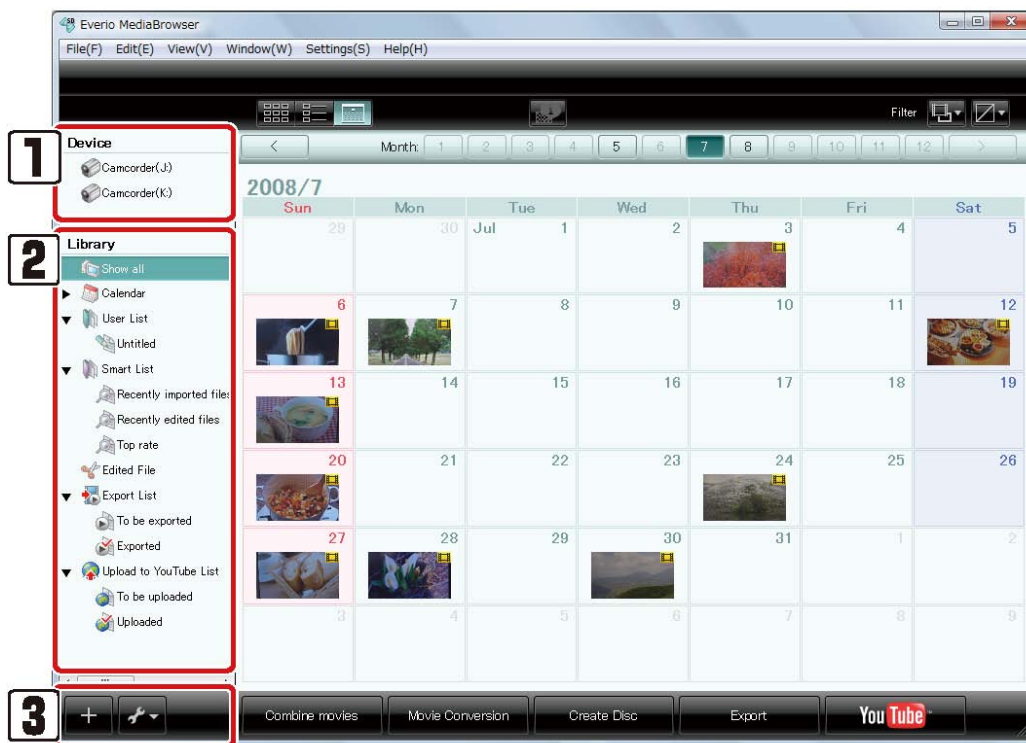 Everio MediaBrowser
File(F) Edit(E) View(V) Window(W) Settings(S) Help(H)
Filter
1
Device
Camcorder(J:)
Camcorder(K:)
< Month: 1 2 3 4 5 6 7 8 9 10 11 12 >
2008/7
Sun Mon Tue Wed Thu Fri Sat
29 30 Jul 1 2 3 4 5
6 7 8 9 10 11 12
13 14 15 16 17 18 19
20 21 22 23 24 25 26
27 28 29 30 31 1 2
3 4 5 6 7 8 9
2
Library
Show all
Calendar
User List
Untitled
Smart List
Recently imported files
Recently edited files
Top rate
Edited File
Export List
To be exported
Exported
Upload to YouTube List
To be uploaded
Uploaded
3
+
Combine movies Movie Conversion Create Disc Export YouTube